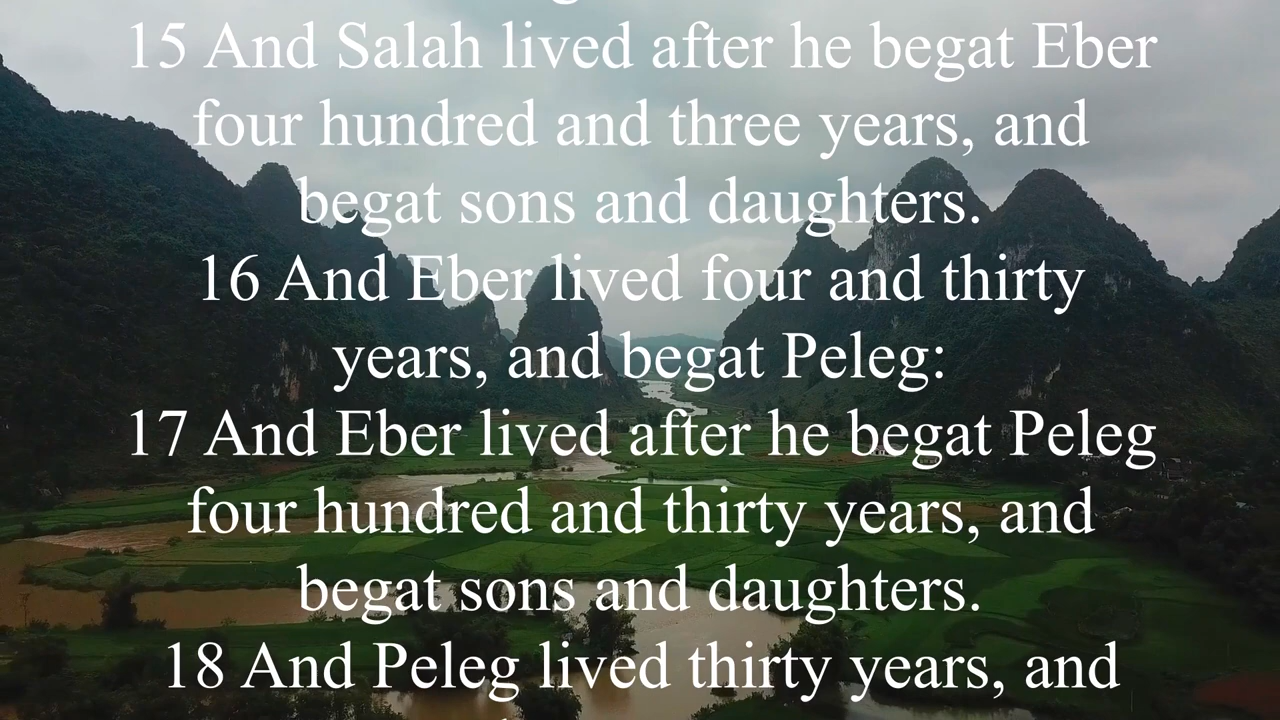 15 And Salah lived after he begat Eber
four hundred and three years, and
begat sons and daughters.
16 And Eber lived four and thirty
years, and begat Peleg:
17 And Eber lived after he begat Peleg
four hundred and thirty years, and
begat sons and daughters.
18 And Peleg lived thirty years, and